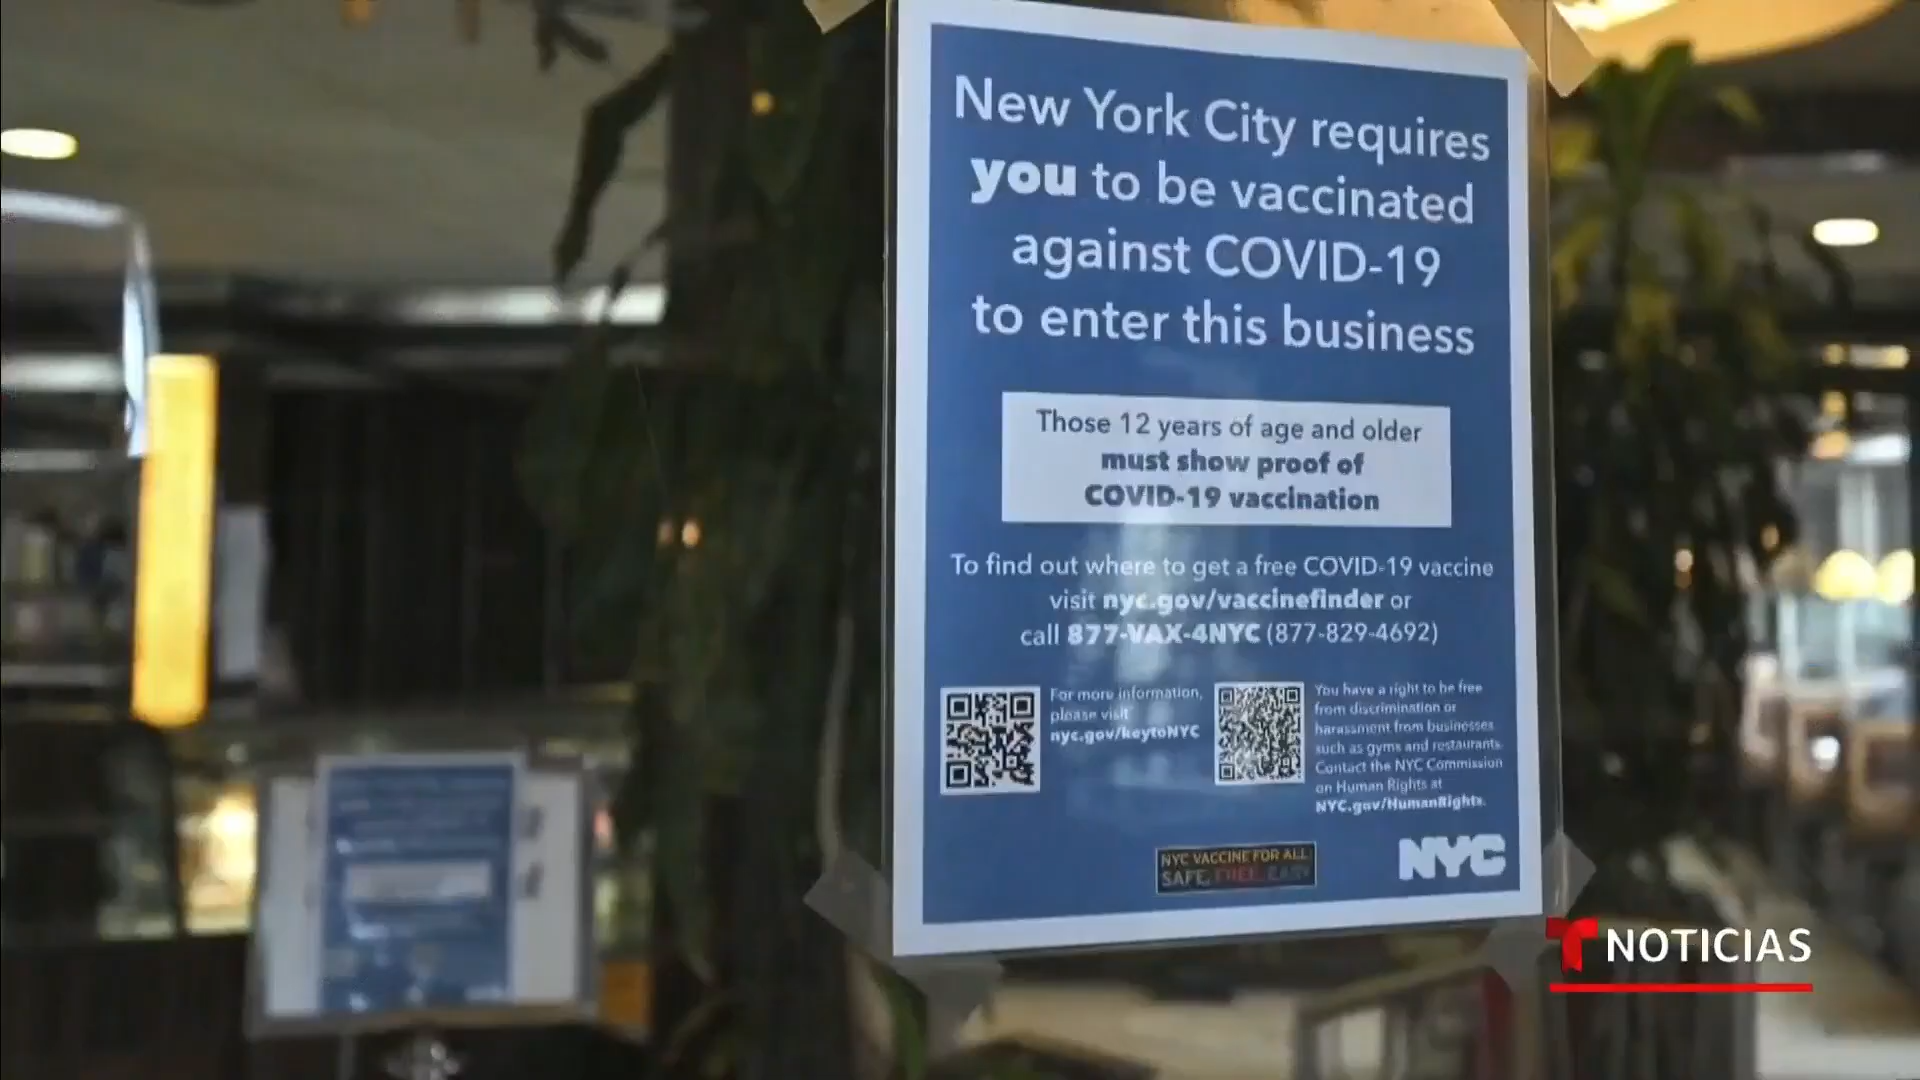 New York City requires
you to be vaccinated
against COVID-19
to enter this business
Those 12 years of age and older
must show proof of
COVID-19 vaccination
To find out where to get a free COVID-19 vaccine
visit nyc.gov/vaccinefinder or
call 877-VAX-4NYC (877-829-4692)
For more information,
please visit
nyc.gov/keytoNYC
You have a right to be free
from discrimination or
harassment from businesses
such as gyms and restaurants.
Contact the NYC Commission
on Human Rights at
NYC.gov/HumanRights.
NYC VACCINE FOR ALL
SAFE, FREE, EASY
NYC
NOTICIAS